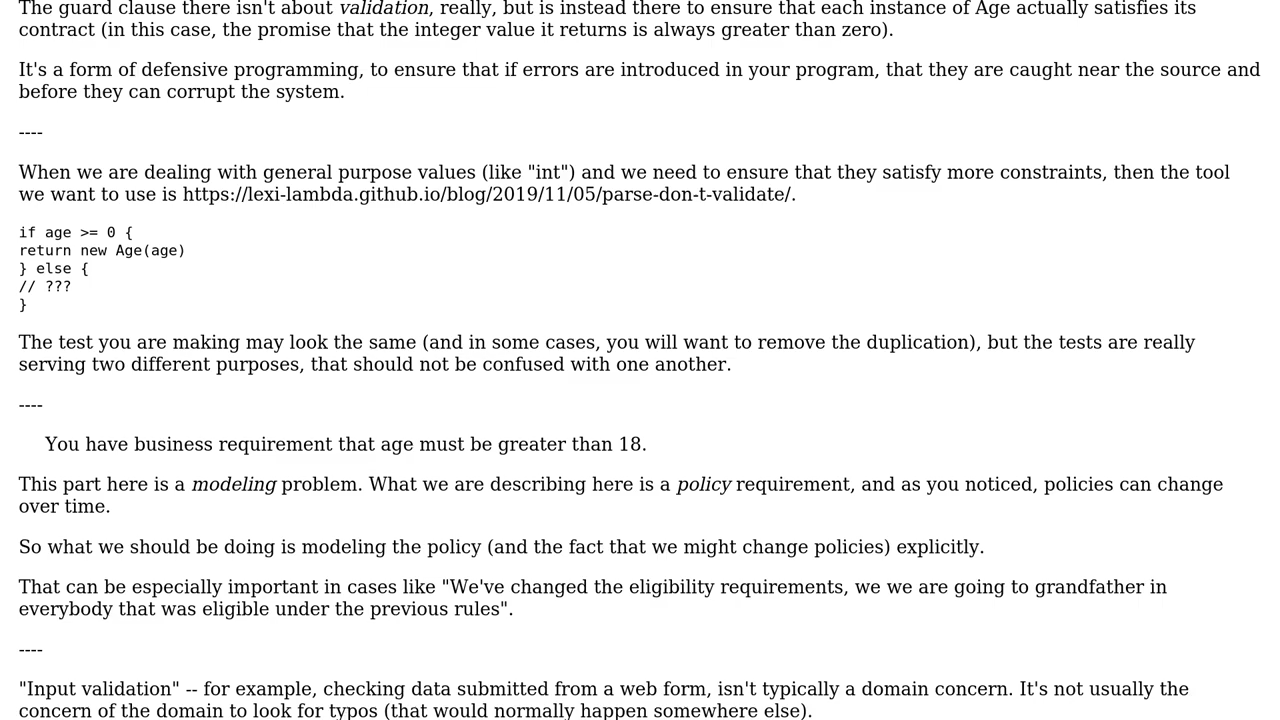 The guard clause there isn't about validation, really, but is instead there to ensure that each instance of Age actually satisfies its
contract (in this case, the promise that the integer value it returns is always greater than zero).
It's a form of defensive programming, to ensure that if errors are introduced in your program, that they are caught near the source and
before they can corrupt the system.
----
When we are dealing with general purpose values (like "int") and we need to ensure that they satisfy more constraints, then the tool
we want to use is https://lexi-lambda.github.io/blog/2019/11/05/parse-don-t-validate/.
if age >= 0 {
return new Age(age)
} else {
// ???
}
The test you are making may look the same (and in some cases, you will want to remove the duplication), but the tests are really
serving two different purposes, that should not be confused with one another.
----
You have business requirement that age must be greater than 18.
This part here is a modeling problem. What we are describing here is a policy requirement, and as you noticed, policies can change
over time.
So what we should be doing is modeling the policy (and the fact that we might change policies) explicitly.
That can be especially important in cases like "We've changed the eligibility requirements, we we are going to grandfather in
everybody that was eligible under the previous rules".
----
"Input validation" -- for example, checking data submitted from a web form, isn't typically a domain concern. It's not usually the
concern of the domain to look for typos (that would normally happen somewhere else).